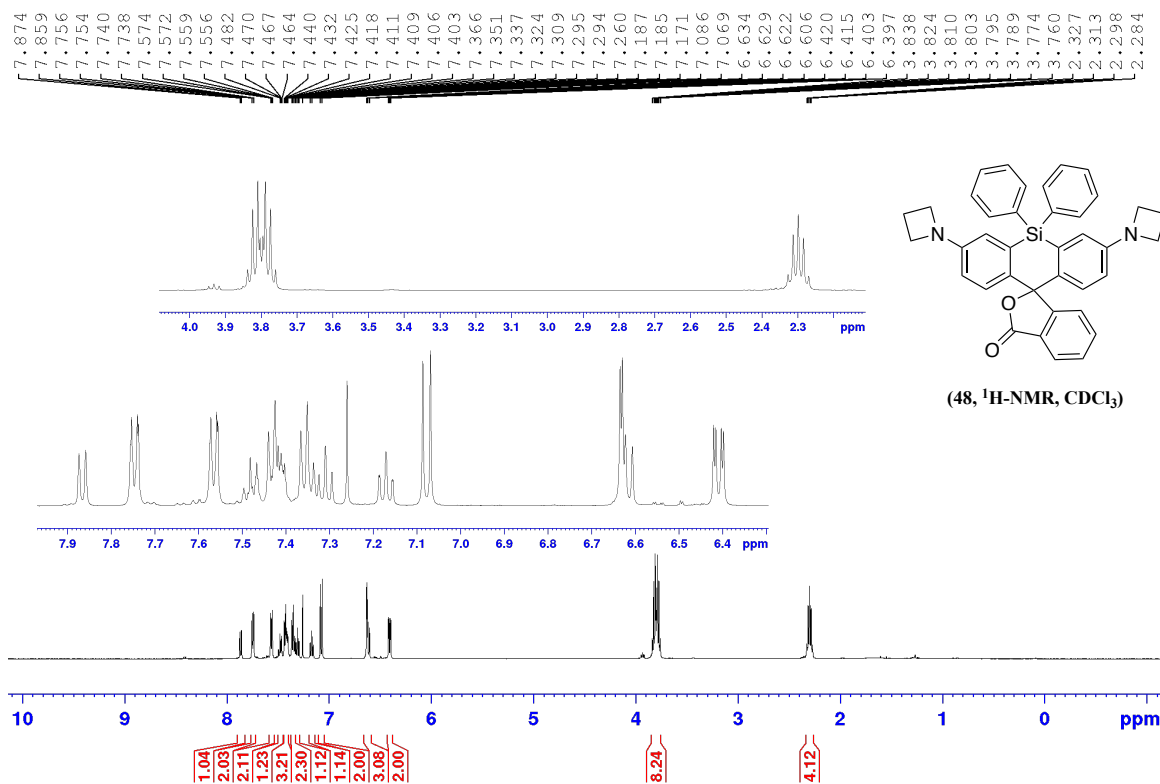 7.874 7.859 7.756 7.754 7.740 7.738 7.574 7.572 7.559 7.556 7.482 7.470 7.467 7.464 7.440 7.432 7.425 7.418 7.411 7.409 7.406 7.403 7.366 7.351 7.337 7.324 7.309 7.295 7.294 7.260 7.185 7.171 7.086 7.069 6.634 6.629 6.622 6.606 6.420 6.415 6.403 6.397 3.838 3.824 3.810 3.803 3.795 3.789 3.774 3.760 2.327 2.313 2.298 2.284
Si
N N
O
O
(48, ¹H-NMR, CDCl₃)
4.0 3.9 3.8 3.7 3.6 3.5 3.4 3.3 3.2 3.1 3.0 2.9 2.8 2.7 2.6 2.5 2.4 2.3 ppm
7.9 7.8 7.7 7.6 7.5 7.4 7.3 7.2 7.1 7.0 6.9 6.8 6.7 6.6 6.5 6.4 ppm
10 9 8 7 6 5 4 3 2 1 0 ppm
1.04 2.03 2.11 1.23 3.21 2.30 1.12 1.14 2.00 3.08 2.00 8.24 4.12